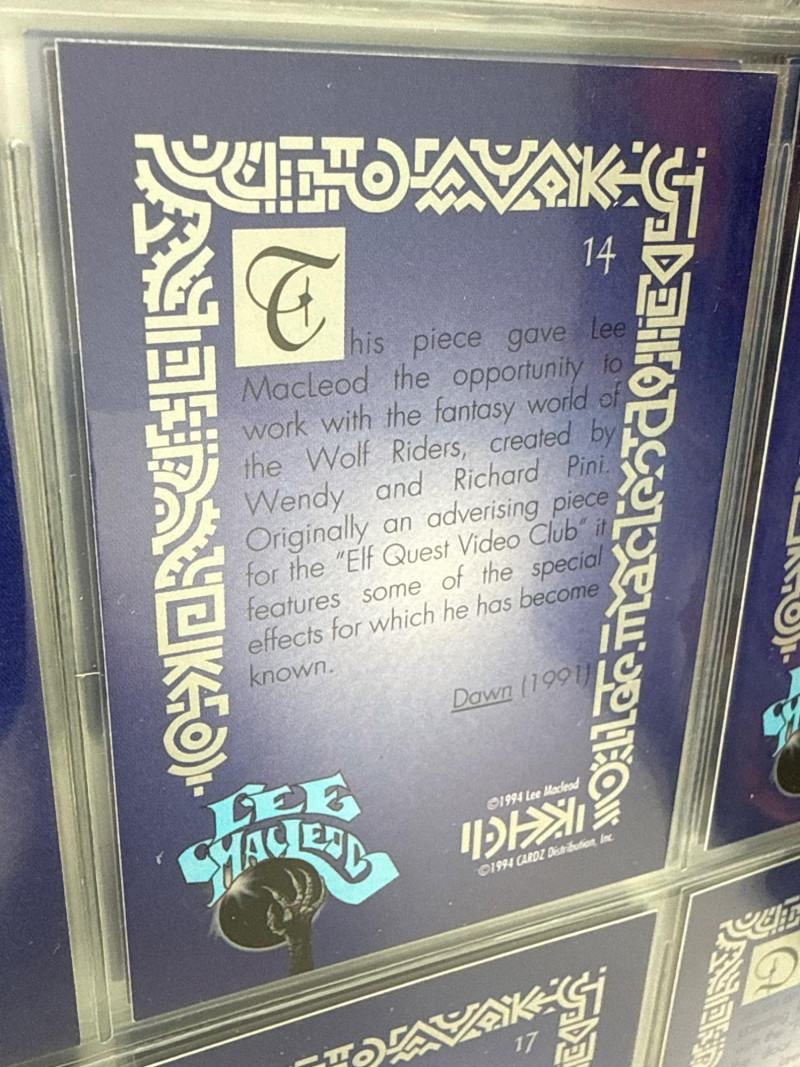 14
This piece gave Lee
MacLeod the opportunity to
work with the fantasy world of
the Wolf Riders, created by
Wendy and Richard Pini.
Originally an adverising piece
for the "Elf Quest Video Club" it
features some of the special
effects for which he has become
known.
Dawn (1991)
©1994 Lee Macleod
©1994 CARDZ Distribution, Inc.
LEE
MACLEOD
Lee macleod
17